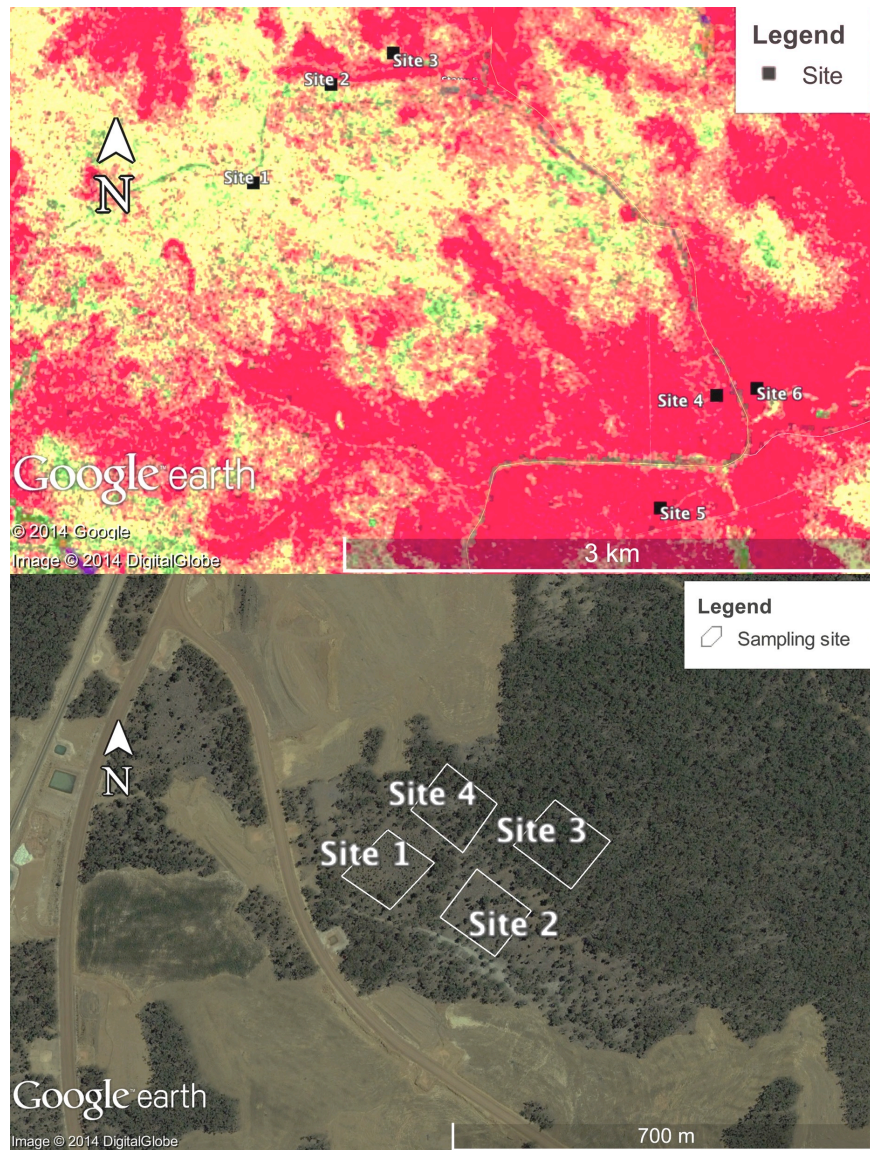 Legend
Site
Site 3
Site 2
Site 1
N
Site 4
Site 6
Site 5
Google earth
© 2014 Google
Image © 2014 DigitalGlobe
3 km
Legend
Sampling site
N
Site 4
Site 3
Site 1
Site 2
Google earth
Image © 2014 DigitalGlobe
700 m